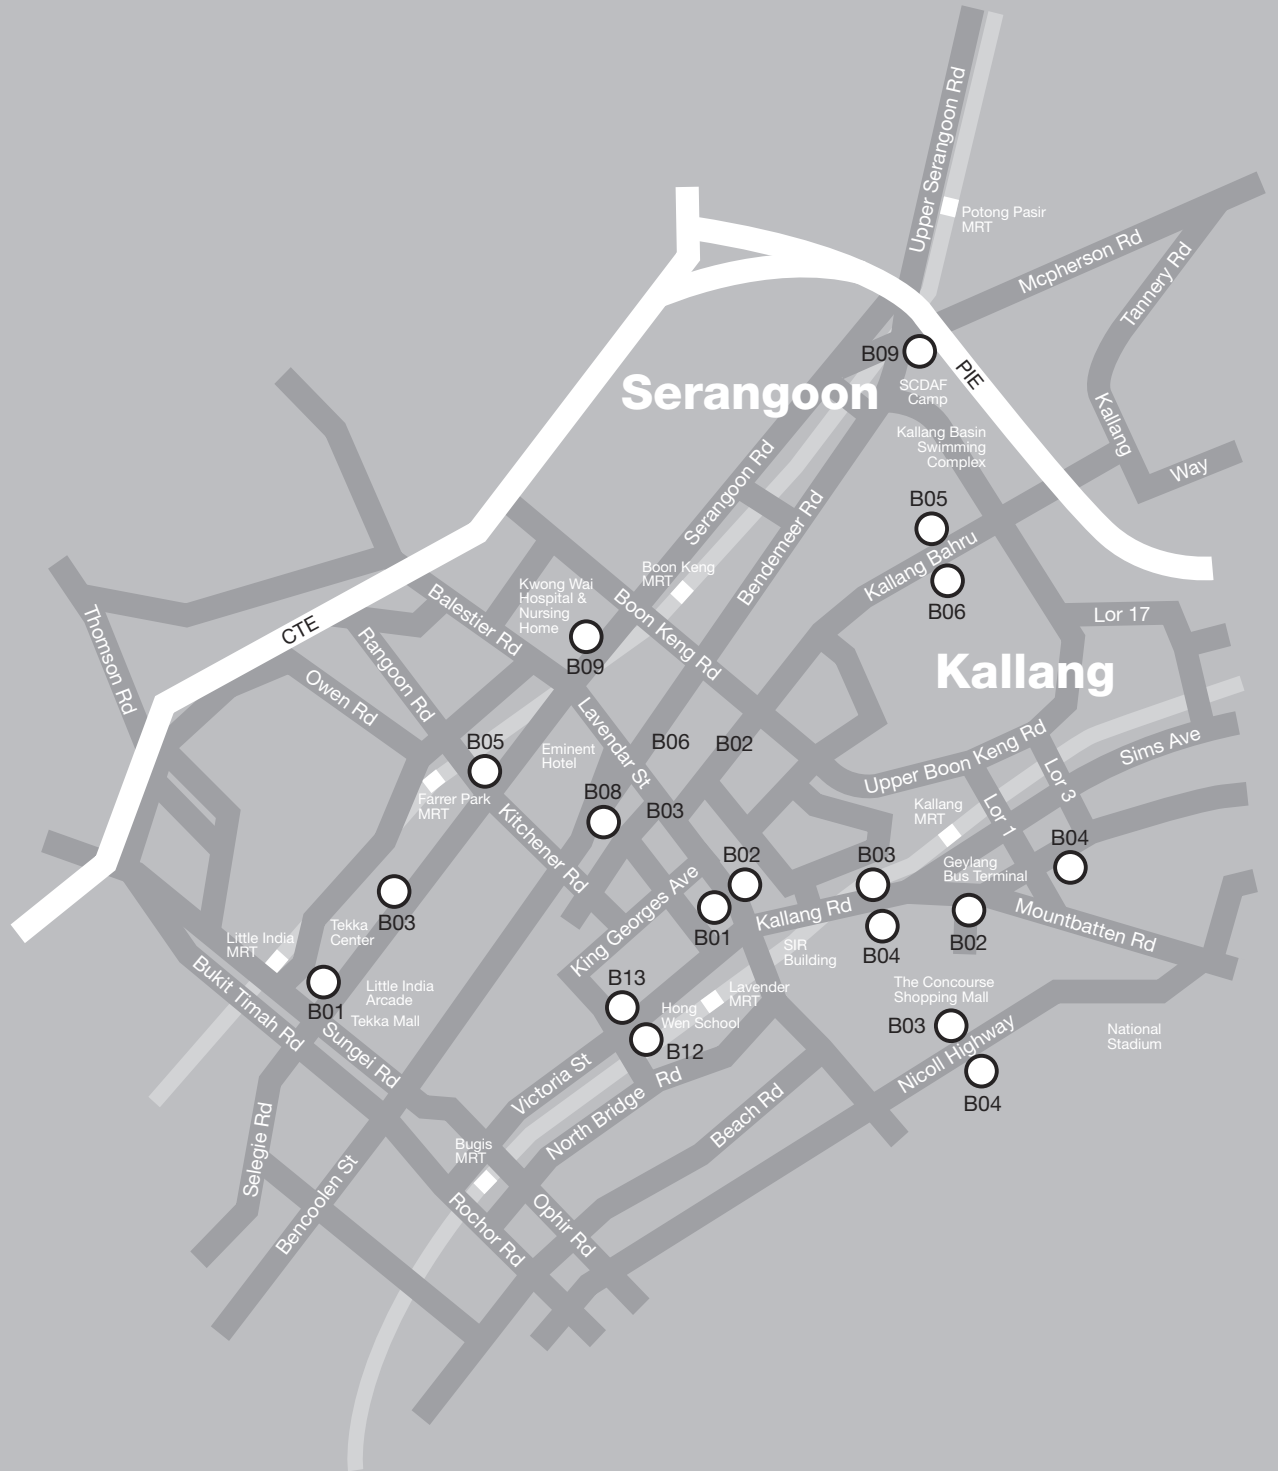 Upper Serangoon Rd
Potong Pasir
MRT
Mcpherson Rd
Tannery Rd
B09
PIE
Serangoon
SCDAF
Camp
Kallang
Kallang Basin
Swimming
Complex
Way
Serangoon Rd
B05
Bendemeer Rd
Kallang Bahru
Boon Keng
MRT
Kwong Wai
Hospital &
Nursing
Home
Balestier Rd
Boon Keng Rd
B06
Lor 17
Thomson Rd
CTE
Rangoon Rd
B09
Kallang
Owen Rd
Lavendar St
B05
Eminent
Hotel
B06
B02
Upper Boon Keng Rd
Sims Ave
Farrer Park
MRT
B08
B03
Kallang
MRT
Lor 1
Lor 3
B04
Kitchener Rd
B02
B03
Geylang
Bus Terminal
B03
King Georges Ave
B01
Kallang Rd
B04
B02
Mountbatten Rd
Tekka
Center
Little India
MRT
SIR
Building
Bukit Timah Rd
B01
Little India
Arcade
Tekka Mall
B13
Lavender
MRT
Hong
Wen School
The Concourse
Shopping Mall
B03
National
Stadium
Sungei Rd
B12
Victoria St
North Bridge Rd
Nicoll Highway
B04
Beach Rd
Selegie Rd
Bugis
MRT
Bencoolen St
Rochor Rd
Ophir Rd